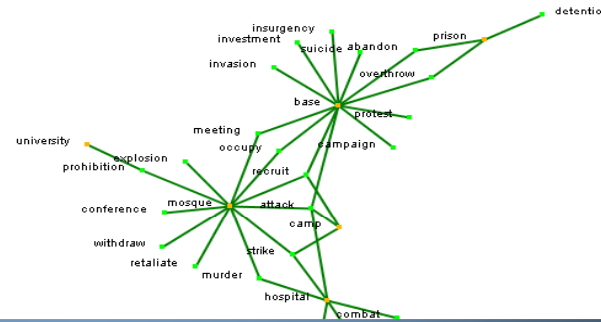 detentio
insurgency
investment
prison
suicide
abandon
invasion
overthrow
base
protest
meeting
university
occupy
campaign
explosion
prohibition
recruit
mosque
attack
conference
camp
withdraw
strike
retaliate
murder
hospital
combat